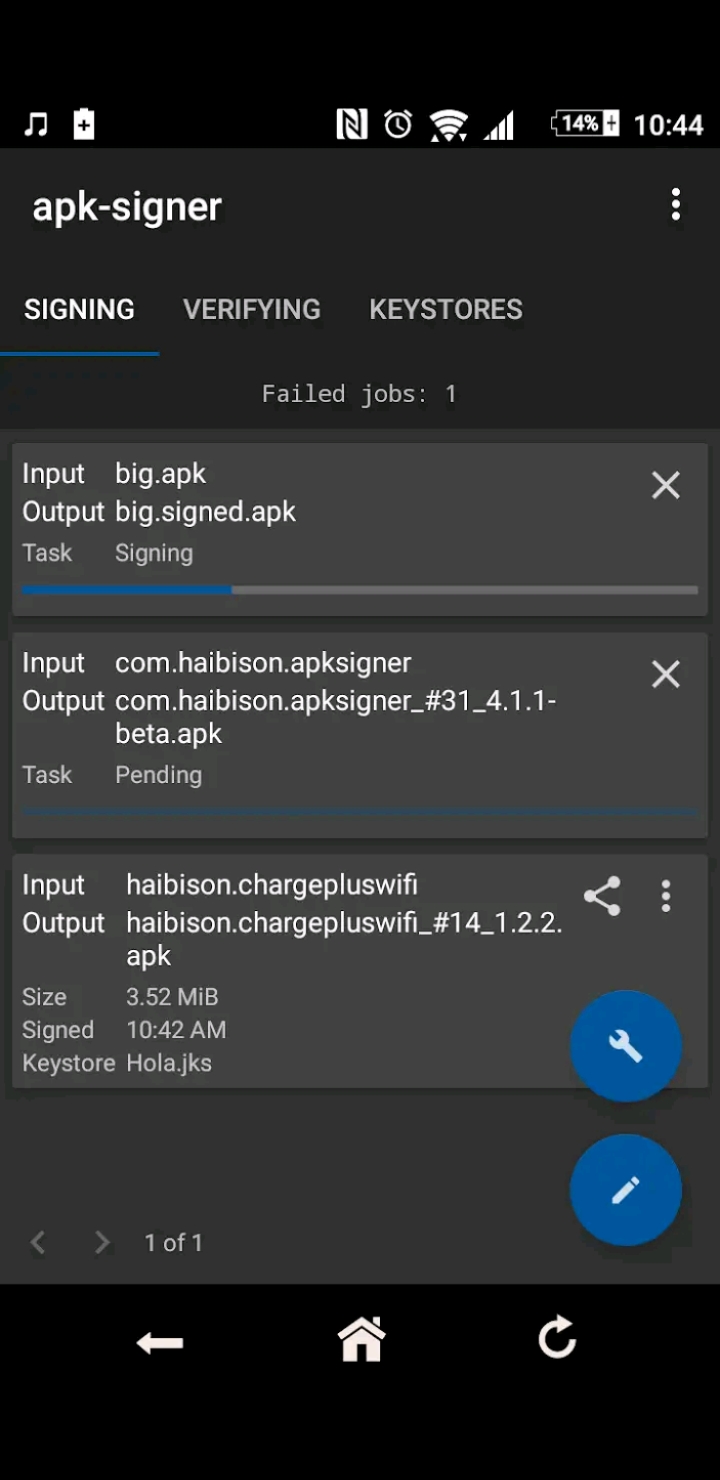 14% 10:44
apk-signer
SIGNING VERIFYING KEYSTORES
Failed jobs: 1
Input big.apk
Output big.signed.apk
Task Signing
Input com.haibison.apksigner
Output com.haibison.apksigner_#31_4.1.1-
beta.apk
Task Pending
Input haibison.chargepluswifi
Output haibison.chargepluswifi_#14_1.2.2.
apk
Size 3.52 MiB
Signed 10:42 AM
Keystore Hola.jks
1 of 1